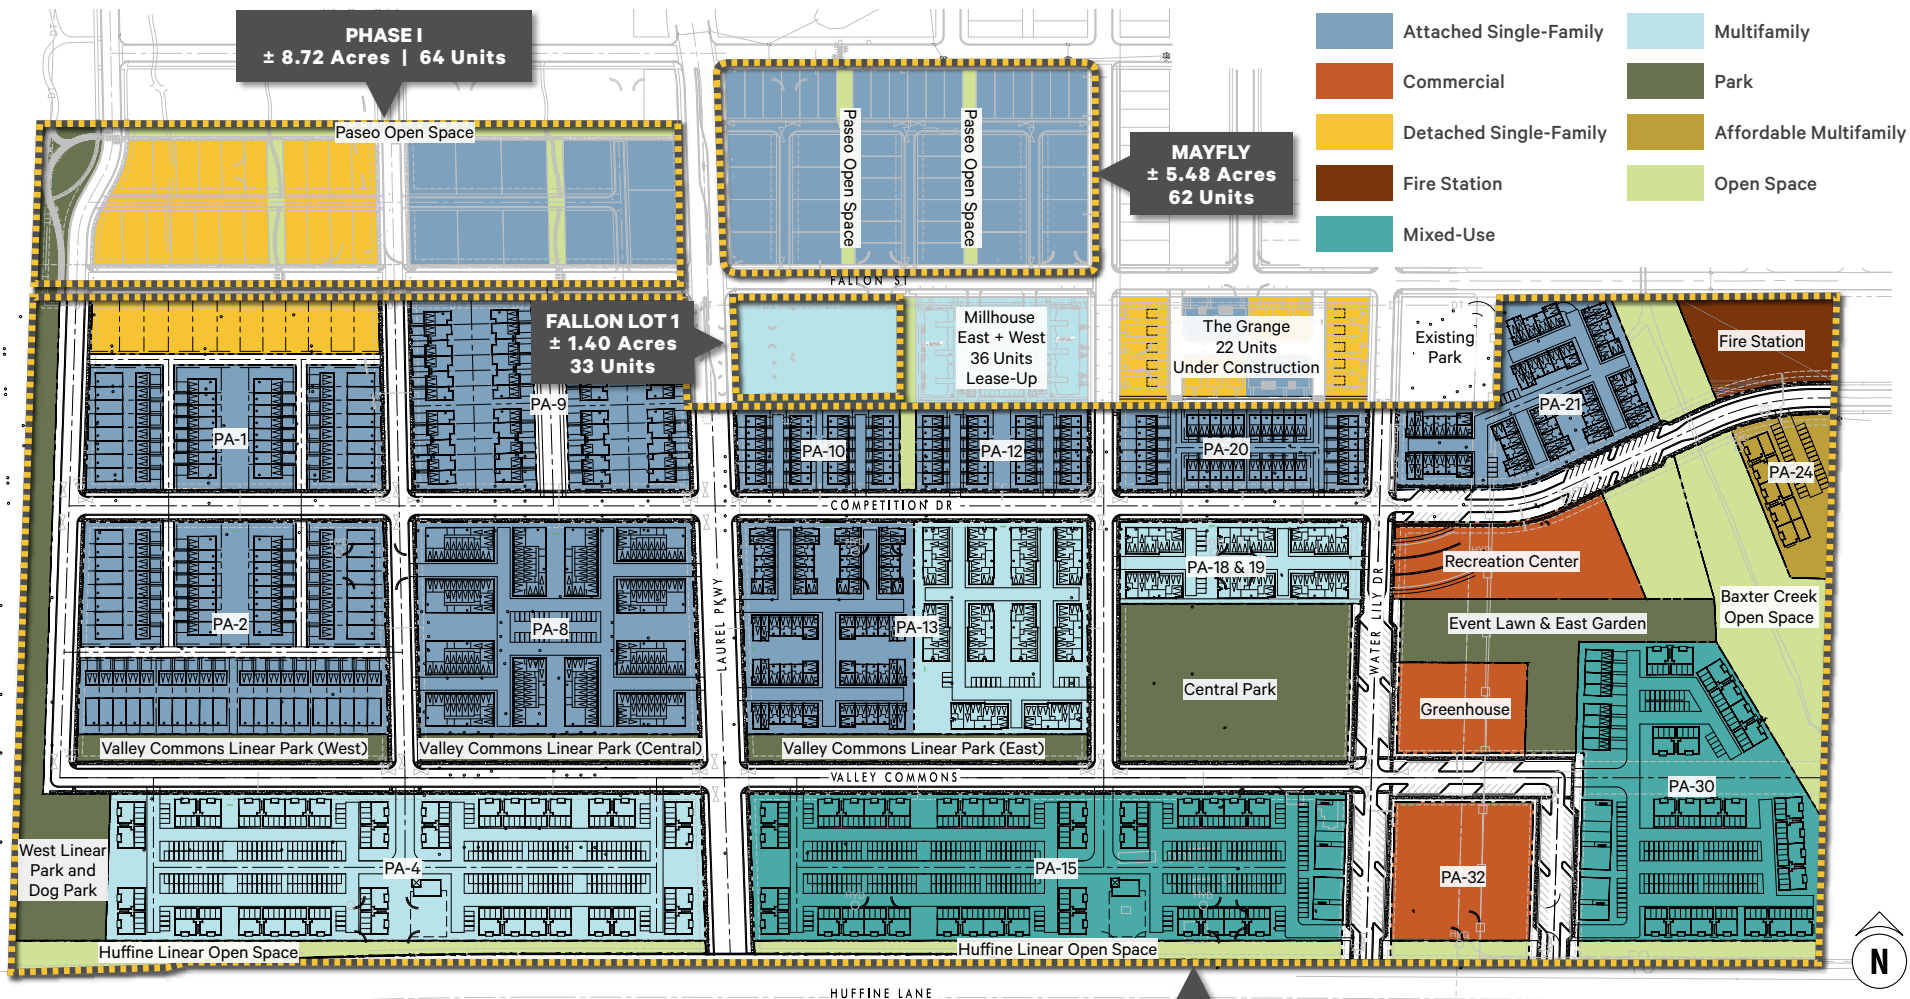 PHASE I
± 8.72 Acres | 64 Units
Attached Single-Family
Multifamily
Commercial
Park
Detached Single-Family
Affordable Multifamily
Fire Station
Open Space
Mixed-Use
Paseo Open Space
Paseo Open Space
Paseo Open Space
MAYFLY
± 5.48 Acres
62 Units
FALLON ST
FALLON LOT 1
± 1.40 Acres
33 Units
Millhouse
East + West
36 Units
Lease-Up
The Grange
22 Units
Under Construction
Existing
Park
Fire Station
PA-1
PA-9
PA-10
PA-12
PA-20
PA-21
PA-24
COMPETITION DR
PA-2
PA-8
LAUREL PKWY
PA-13
PA-18 & 19
WATER LILY DR
Recreation Center
Baxter Creek
Open Space
Event Lawn & East Garden
Central Park
Greenhouse
Valley Commons Linear Park (West)
Valley Commons Linear Park (Central)
Valley Commons Linear Park (East)
VALLEY COMMONS
PA-30
West Linear
Park and
Dog Park
PA-4
PA-15
PA-32
HYD
HYD
HYD
HYD
Huffine Linear Open Space
Huffine Linear Open Space
HUFFINE LANE
N